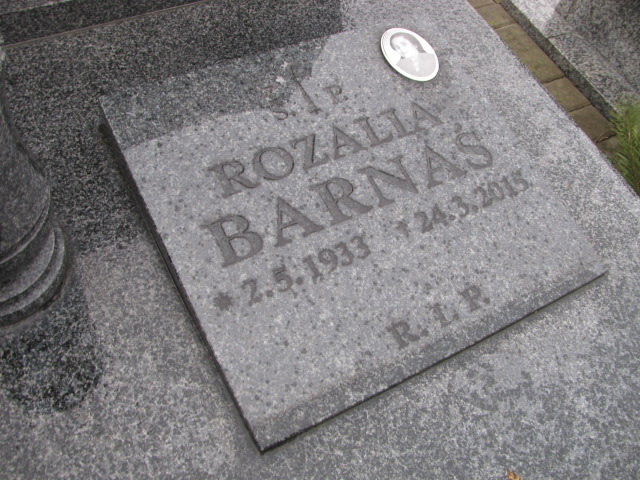 Ś. P.
ROZALIA
BARNAŚ
* 2.5.1933 † 24.3.2015
R. I. P.